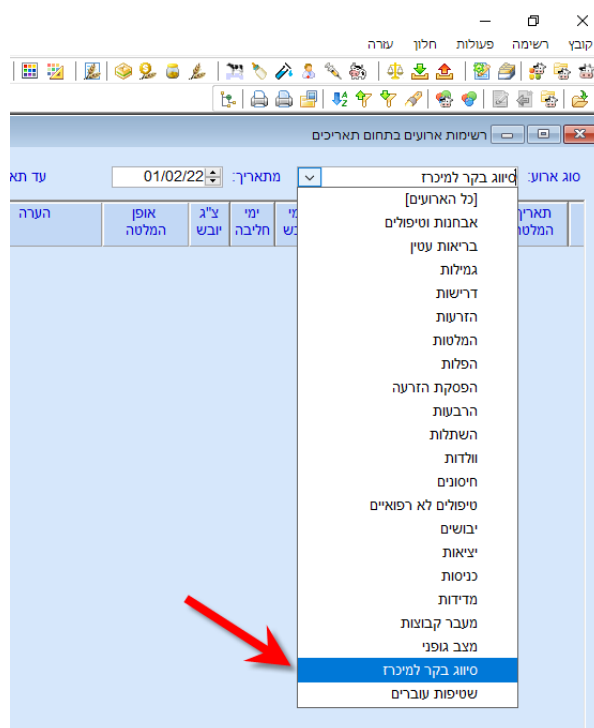 קובץ רשימה פעולות חלון עזרה
רשימות ארועים בתחום תאריכים
סוג ארוע: סיווג בקר למיכרז מתאריך: 01/02/22 עד תא
תאריך
המלטה
ימי
חליבה
צ"ג
יובש
אופן
המלטה
הערה
[כל הארועים]
אבחנות וטיפולים
בריאות עטין
גמילות
דרישות
הזרעות
המלטות
הפלות
הפסקת הזרעה
הרבעות
השתלות
וולדות
חיסונים
טיפולים לא רפואיים
יבושים
יציאות
כניסות
מדידות
מעבר קבוצות
מצב גופני
סיווג בקר למיכרז
שטיפות עוברים